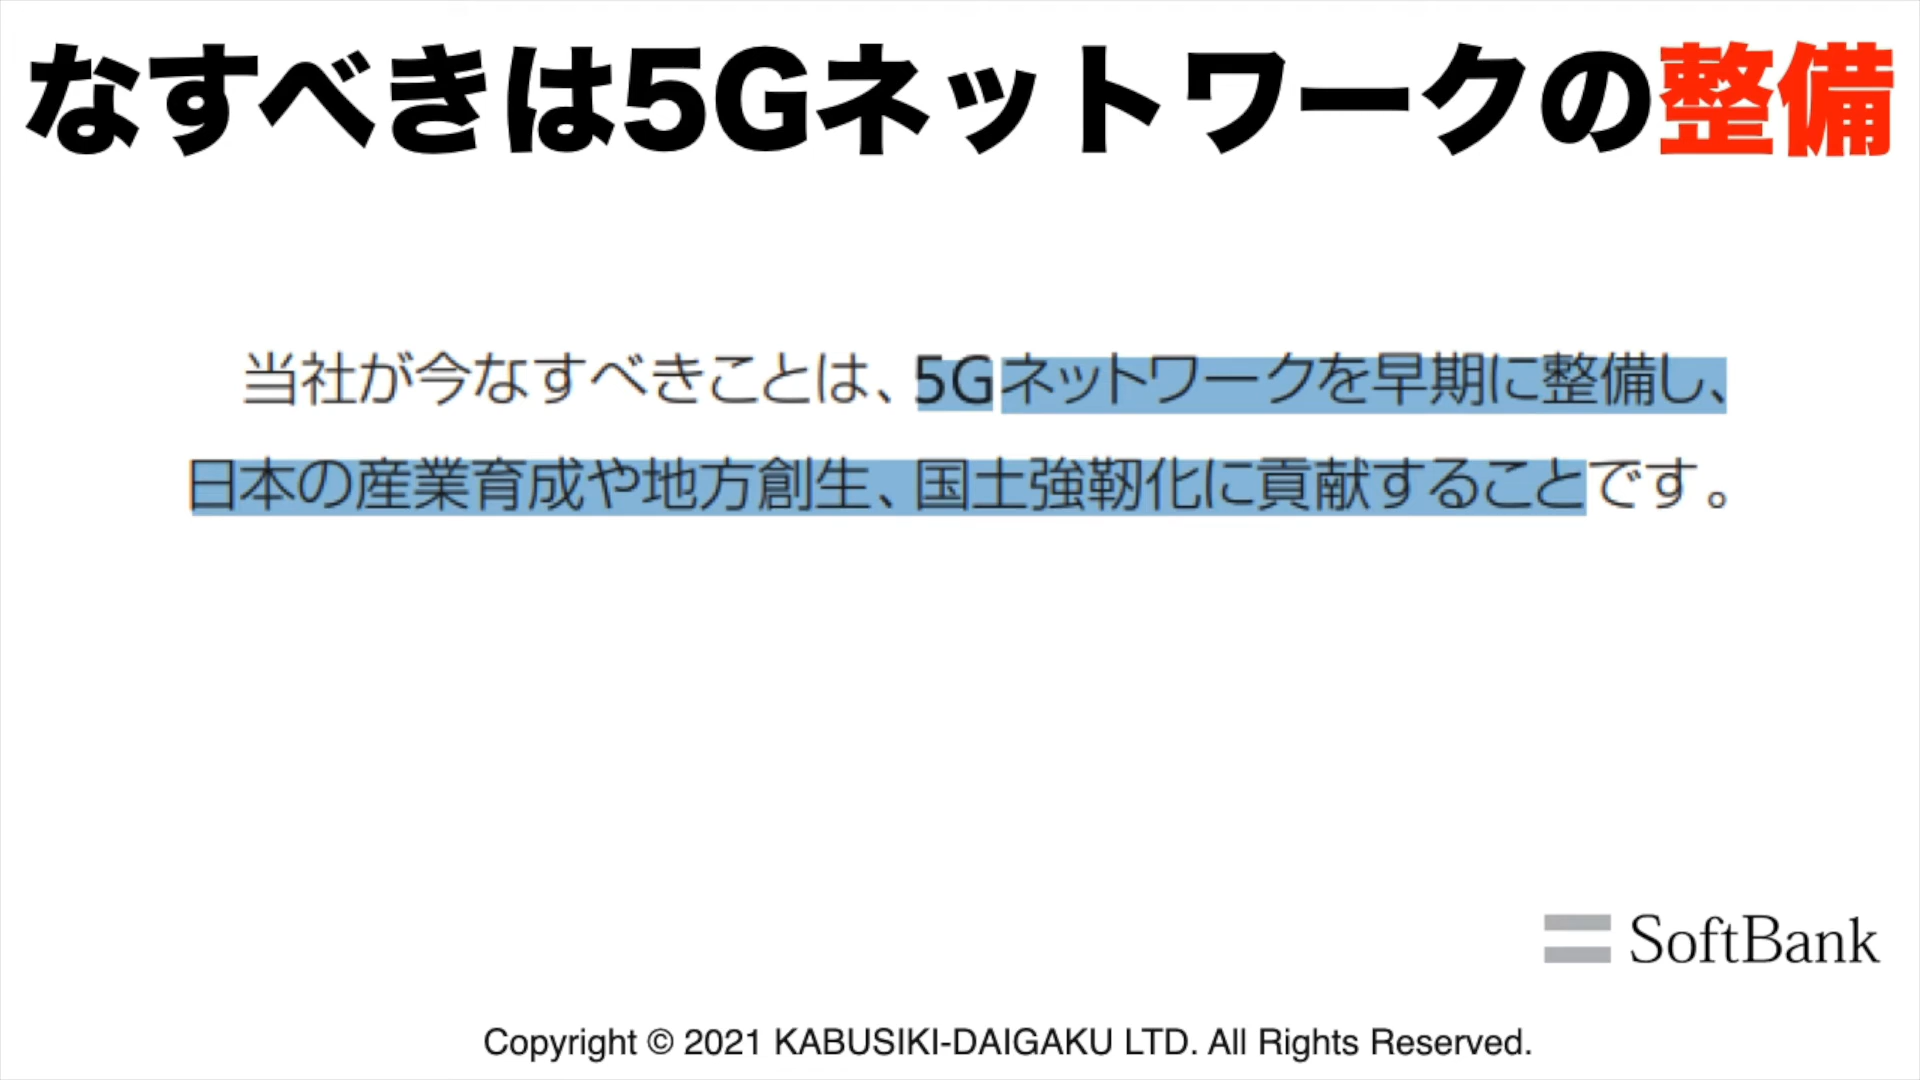 なすべきは5Gネットワークの整備
当社が今なすべきことは、5Gネットワークを早期に整備し、
日本の産業育成や地方創生、国土強靭化に貢献することです。
SoftBank
Copyright © 2021 KABUSIKI-DAIGAKU LTD. All Rights Reserved.